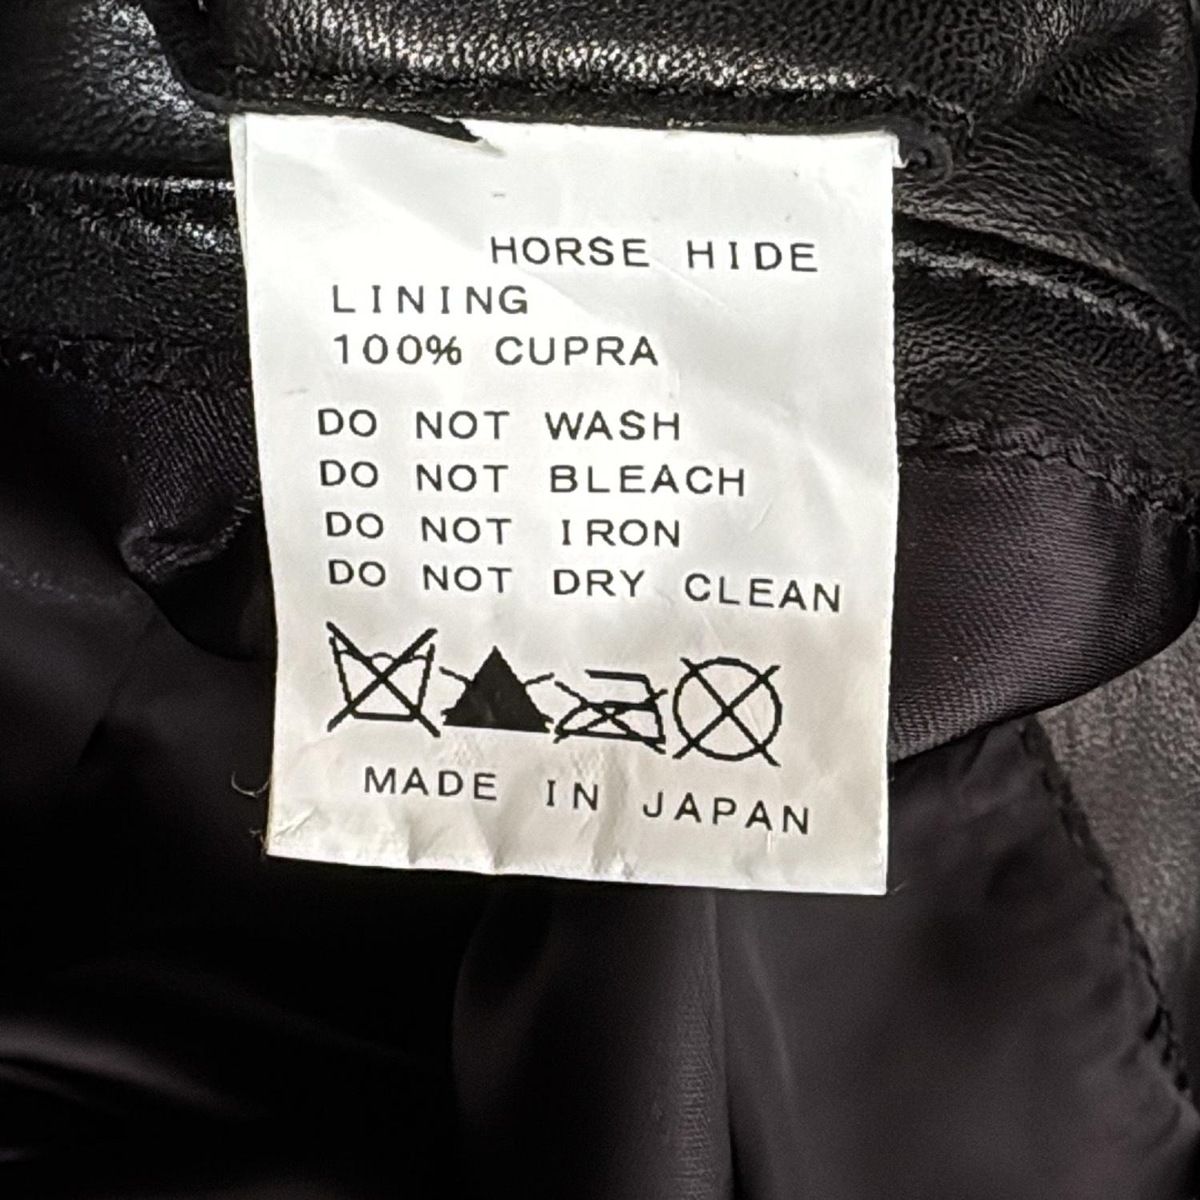 HORSE HIDE
LINING
100% CUPRA
DO NOT WASH
DO NOT BLEACH
DO NOT IRON
DO NOT DRY CLEAN
MADE IN JAPAN